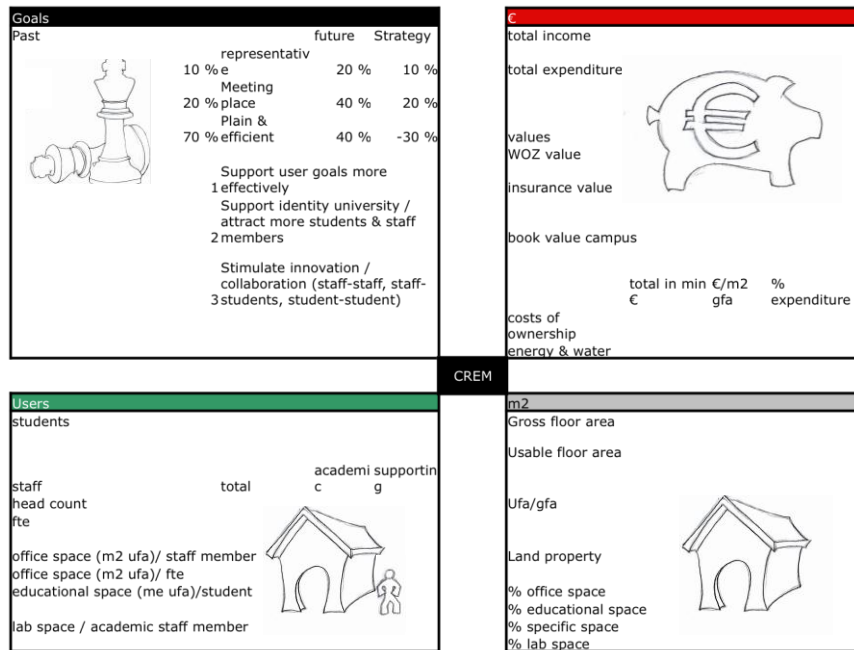 Goals
Past future Strategy
representativ
10 % e 20 % 10 %
Meeting
20 % place 40 % 20 %
Plain &
70 % efficient 40 % -30 %
Support user goals more
1 effectively
Support identity university /
attract more students & staff
2 members
Stimulate innovation /
collaboration (staff-staff, staff-
3 students, student-student)
€
total income
total expenditure
values
WOZ value
insurance value
book value campus
total in min €/m2 %
€ gfa expenditure
costs of
ownership
energy & water
CREM
Users
students
academi supportin
staff total c g
head count
fte
office space (m2 ufa)/ staff member
office space (m2 ufa)/ fte
educational space (me ufa)/student
lab space / academic staff member
m2
Gross floor area
Usable floor area
Ufa/gfa
Land property
% office space
% educational space
% specific space
% lab space